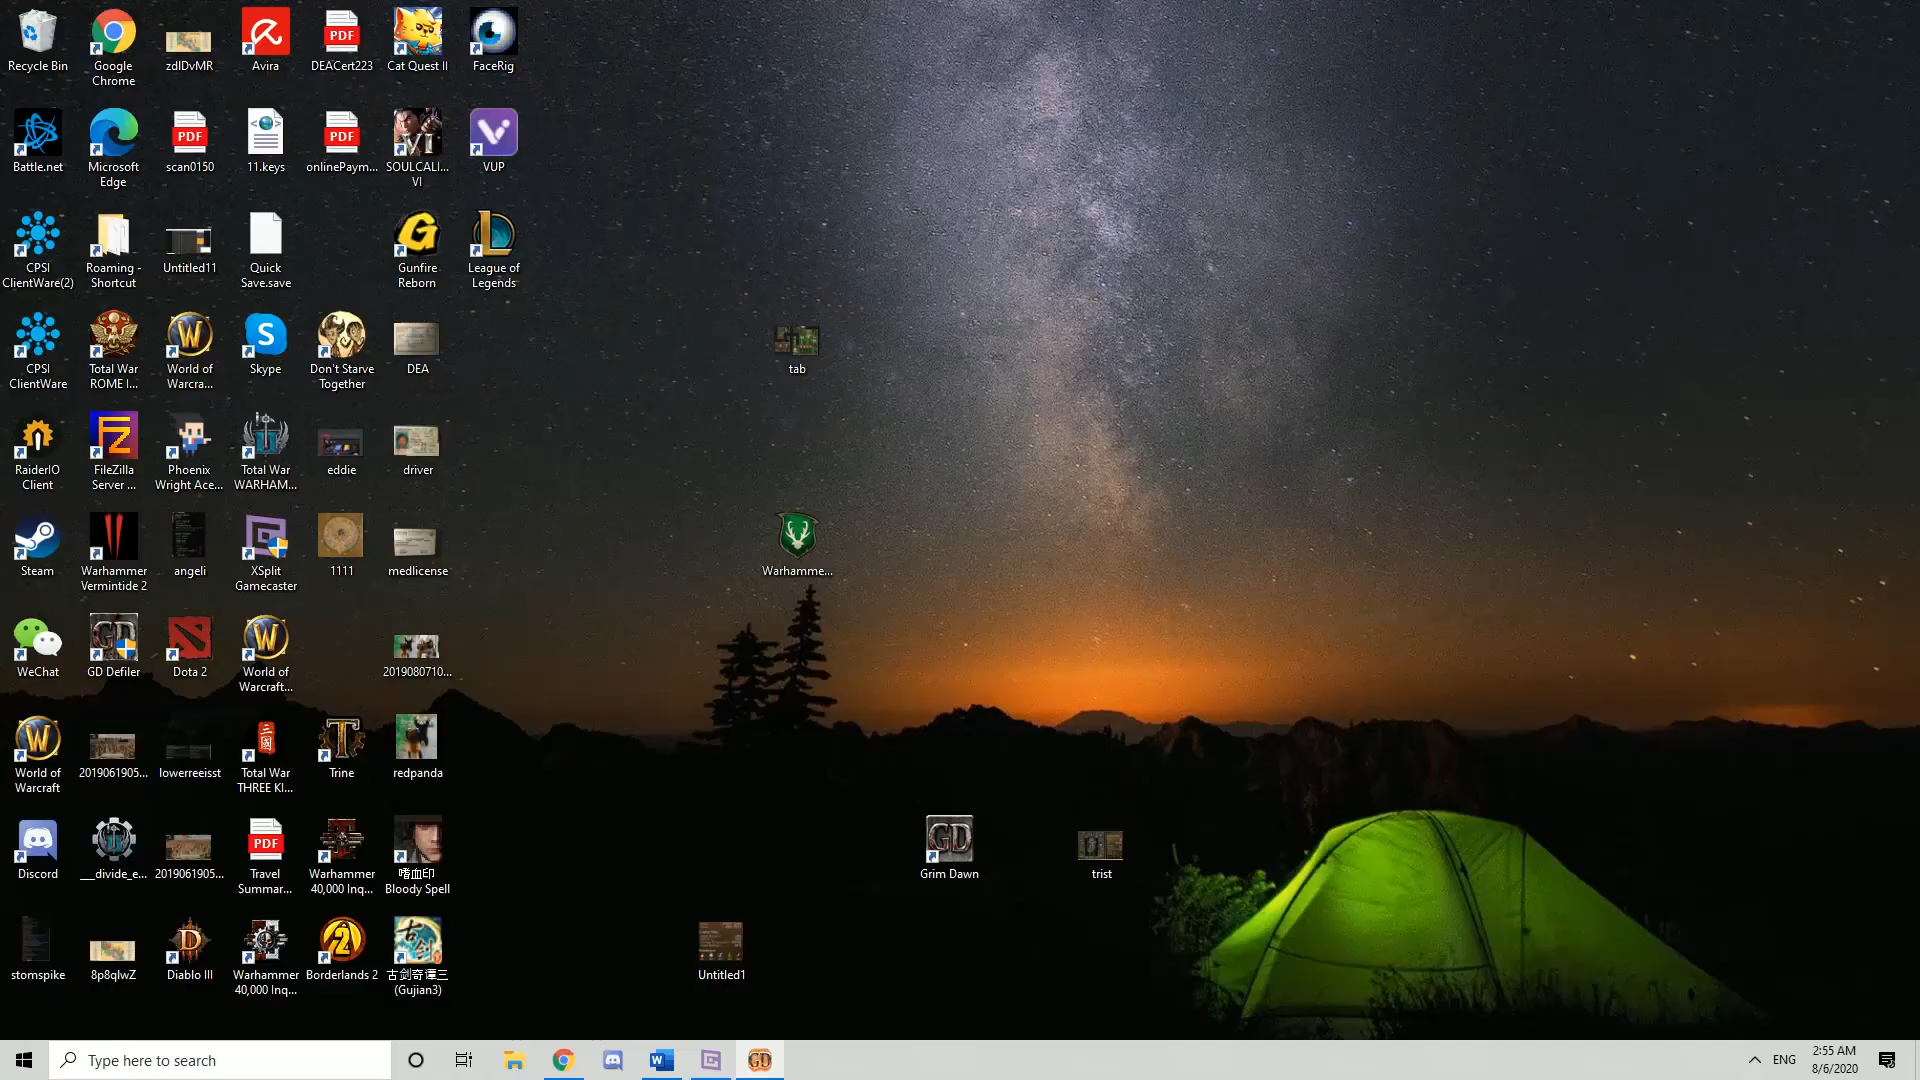 Recycle Bin
Google
Chrome
zdlDvMR
Avira
DEACert223
Cat Quest II
FaceRig
Battle.net
Microsoft
Edge
scan0150
11.keys
onlinePaym...
SOULCALI...
VI
VUP
CPSI
ClientWare(2)
Roaming -
Shortcut
Untitled11
Quick
Save.save
Gunfire
Reborn
League of
Legends
CPSI
ClientWare
Total War
ROME I...
World of
Warcra...
Skype
Don't Starve
Together
DEA
tab
RaiderIO
Client
FileZilla
Server ...
Phoenix
Wright Ace...
Total War
WARHAM...
eddie
driver
Steam
Warhammer
Vermintide 2
angeli
XSplit
Gamecaster
1111
medlicense
Warhamme...
WeChat
GD Defiler
Dota 2
World of
Warcraft...
2019080710...
World of
Warcraft
2019061905...
lowerreeisst
Total War
THREE KI...
Trine
redpanda
Discord
___divide_e...
2019061905...
Travel
Summar...
Warhammer
40,000 Inq...
嗜血印
Bloody Spell
Grim Dawn
trist
stomspike
8p8qlwZ
Diablo III
Warhammer
40,000 Inq...
Borderlands 2
古剑奇谭三
(Gujian3)
Untitled1
Type here to search
ENG
2:55 AM
8/6/2020